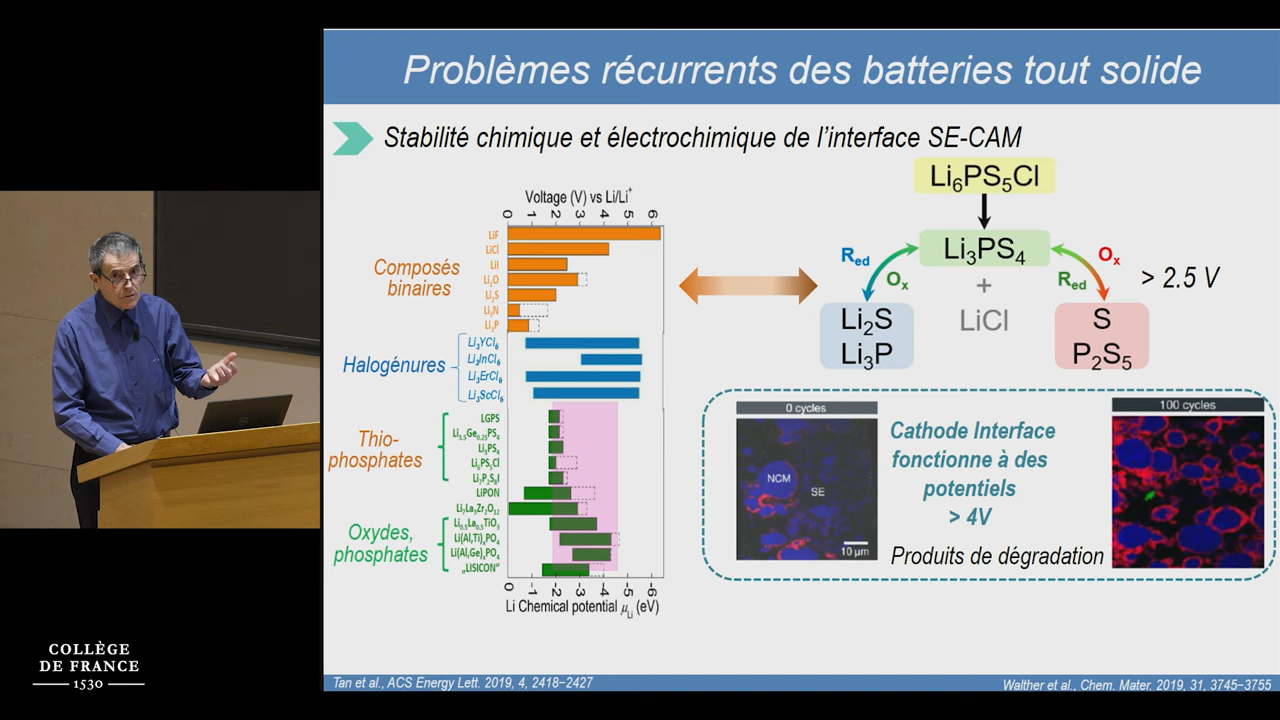 Problèmes récurrents des batteries tout solide
Stabilité chimique et électrochimique de l'interface SE-CAM
Voltage (V) vs Li/Li⁺
0 1 2 3 4 5 6
Composés
binaires
LiF
LiCl
LiI
Li₂O
Li₂S
Li₃N
Li₃P
Halogénures
Li₃YCl₆
Li₃InCl₆
Li₃ErCl₆
Li₃ScCl₆
Thio-
phosphates
LGPS
Li₃.₅Ge₀.₂₅PS₄
Li₃PS₄
Li₆PS₅Cl
Li₇P₂S₈I
LiPON
Li₇La₃Zr₂O₁₂
Oxydes,
phosphates
Li₀.₅La₀.₅TiO₃
Li(Al,Ti)ₓPO₄
Li(Al,Ge)ₓPO₄
„LISICON"
0 -1 -2 -3 -4 -5 -6
Li Chemical potential μLi (eV)
Li₆PS₅Cl
Li₃PS₄
+
LiCl
Red
Ox
Ox
Red
> 2.5 V
Li₂S
Li₃P
S
P₂S₅
0 cycles
NCM
SE
10 µm
Cathode Interface
fonctionne à des
potentiels
> 4V
Produits de dégradation
100 cycles
COLLÈGE
DE FRANCE
1530
Tan et al., ACS Energy Lett. 2019, 4, 2418−2427
Walther et al., Chem. Mater. 2019, 31, 3745−3755